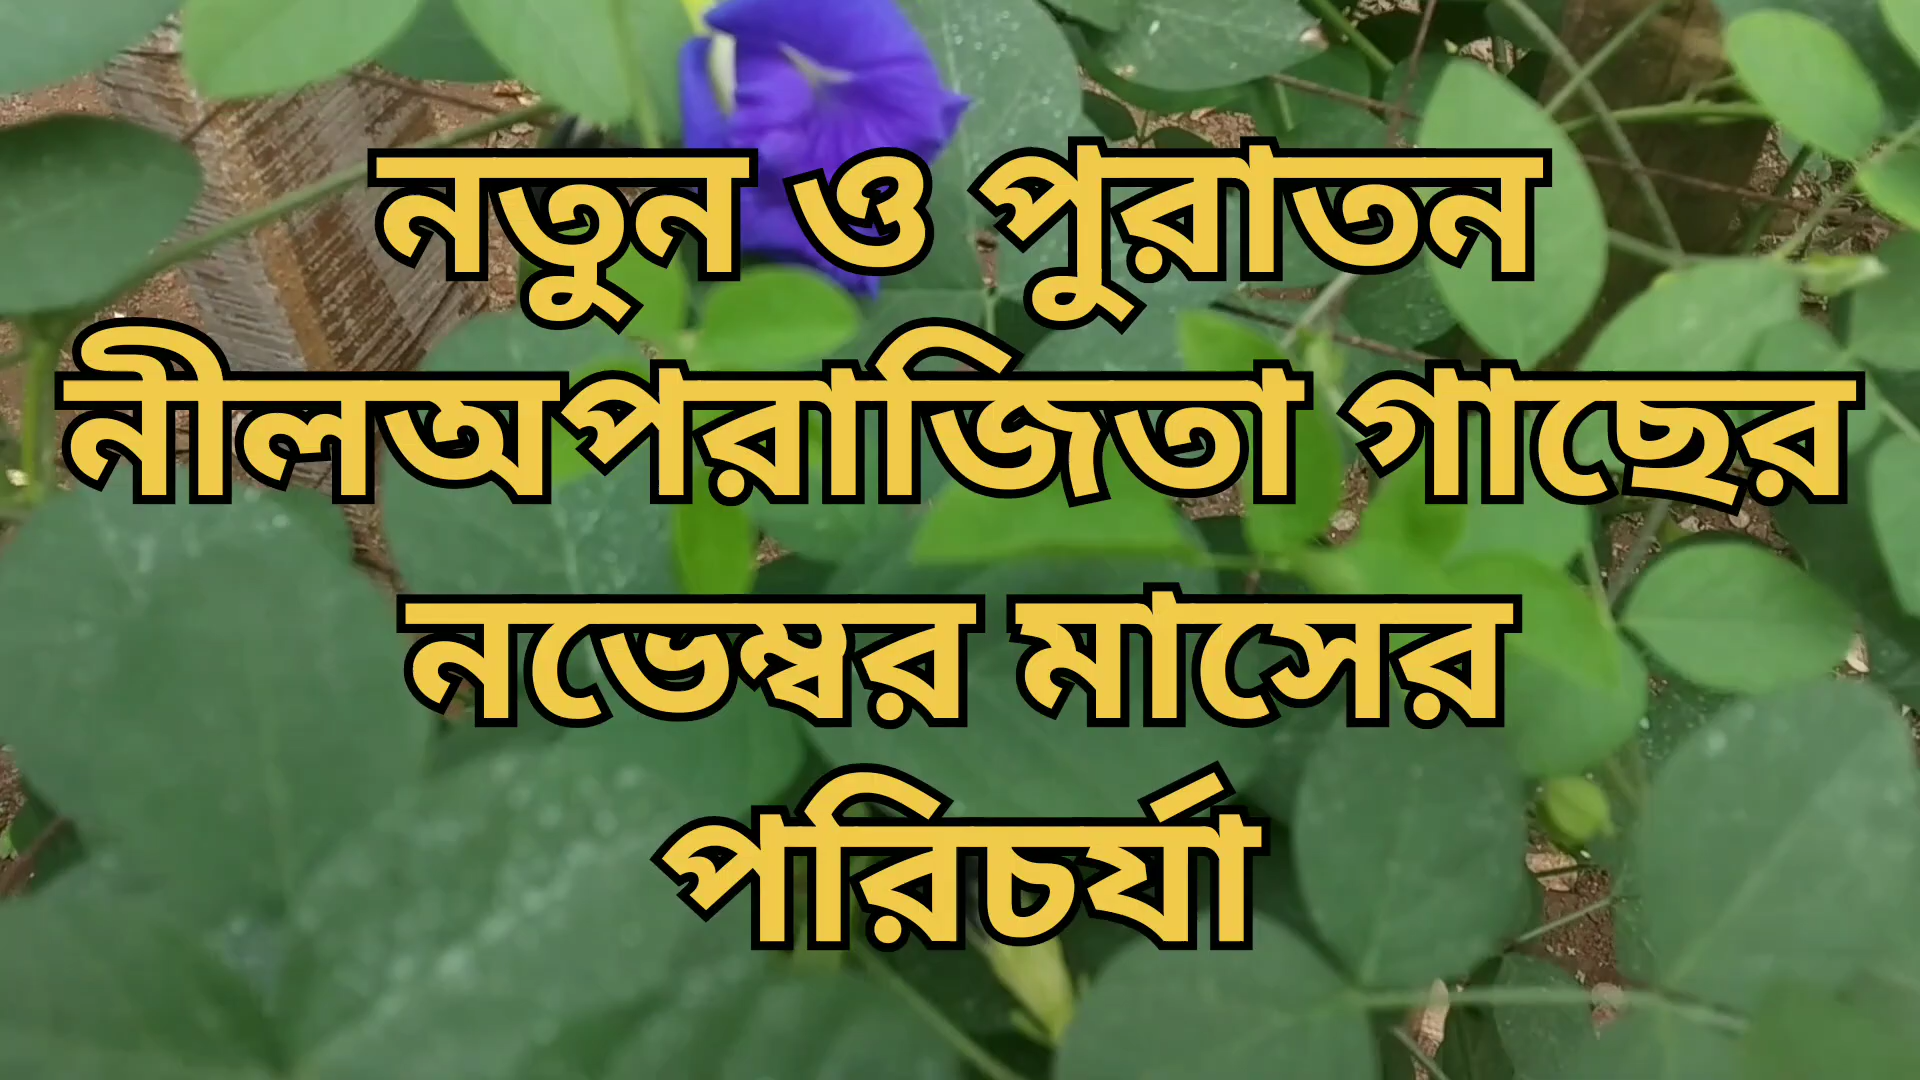 নতুন ও পুরাতন
নীলঅপরাজিতা গাছের
নভেম্বর মাসের
পরিচর্যা